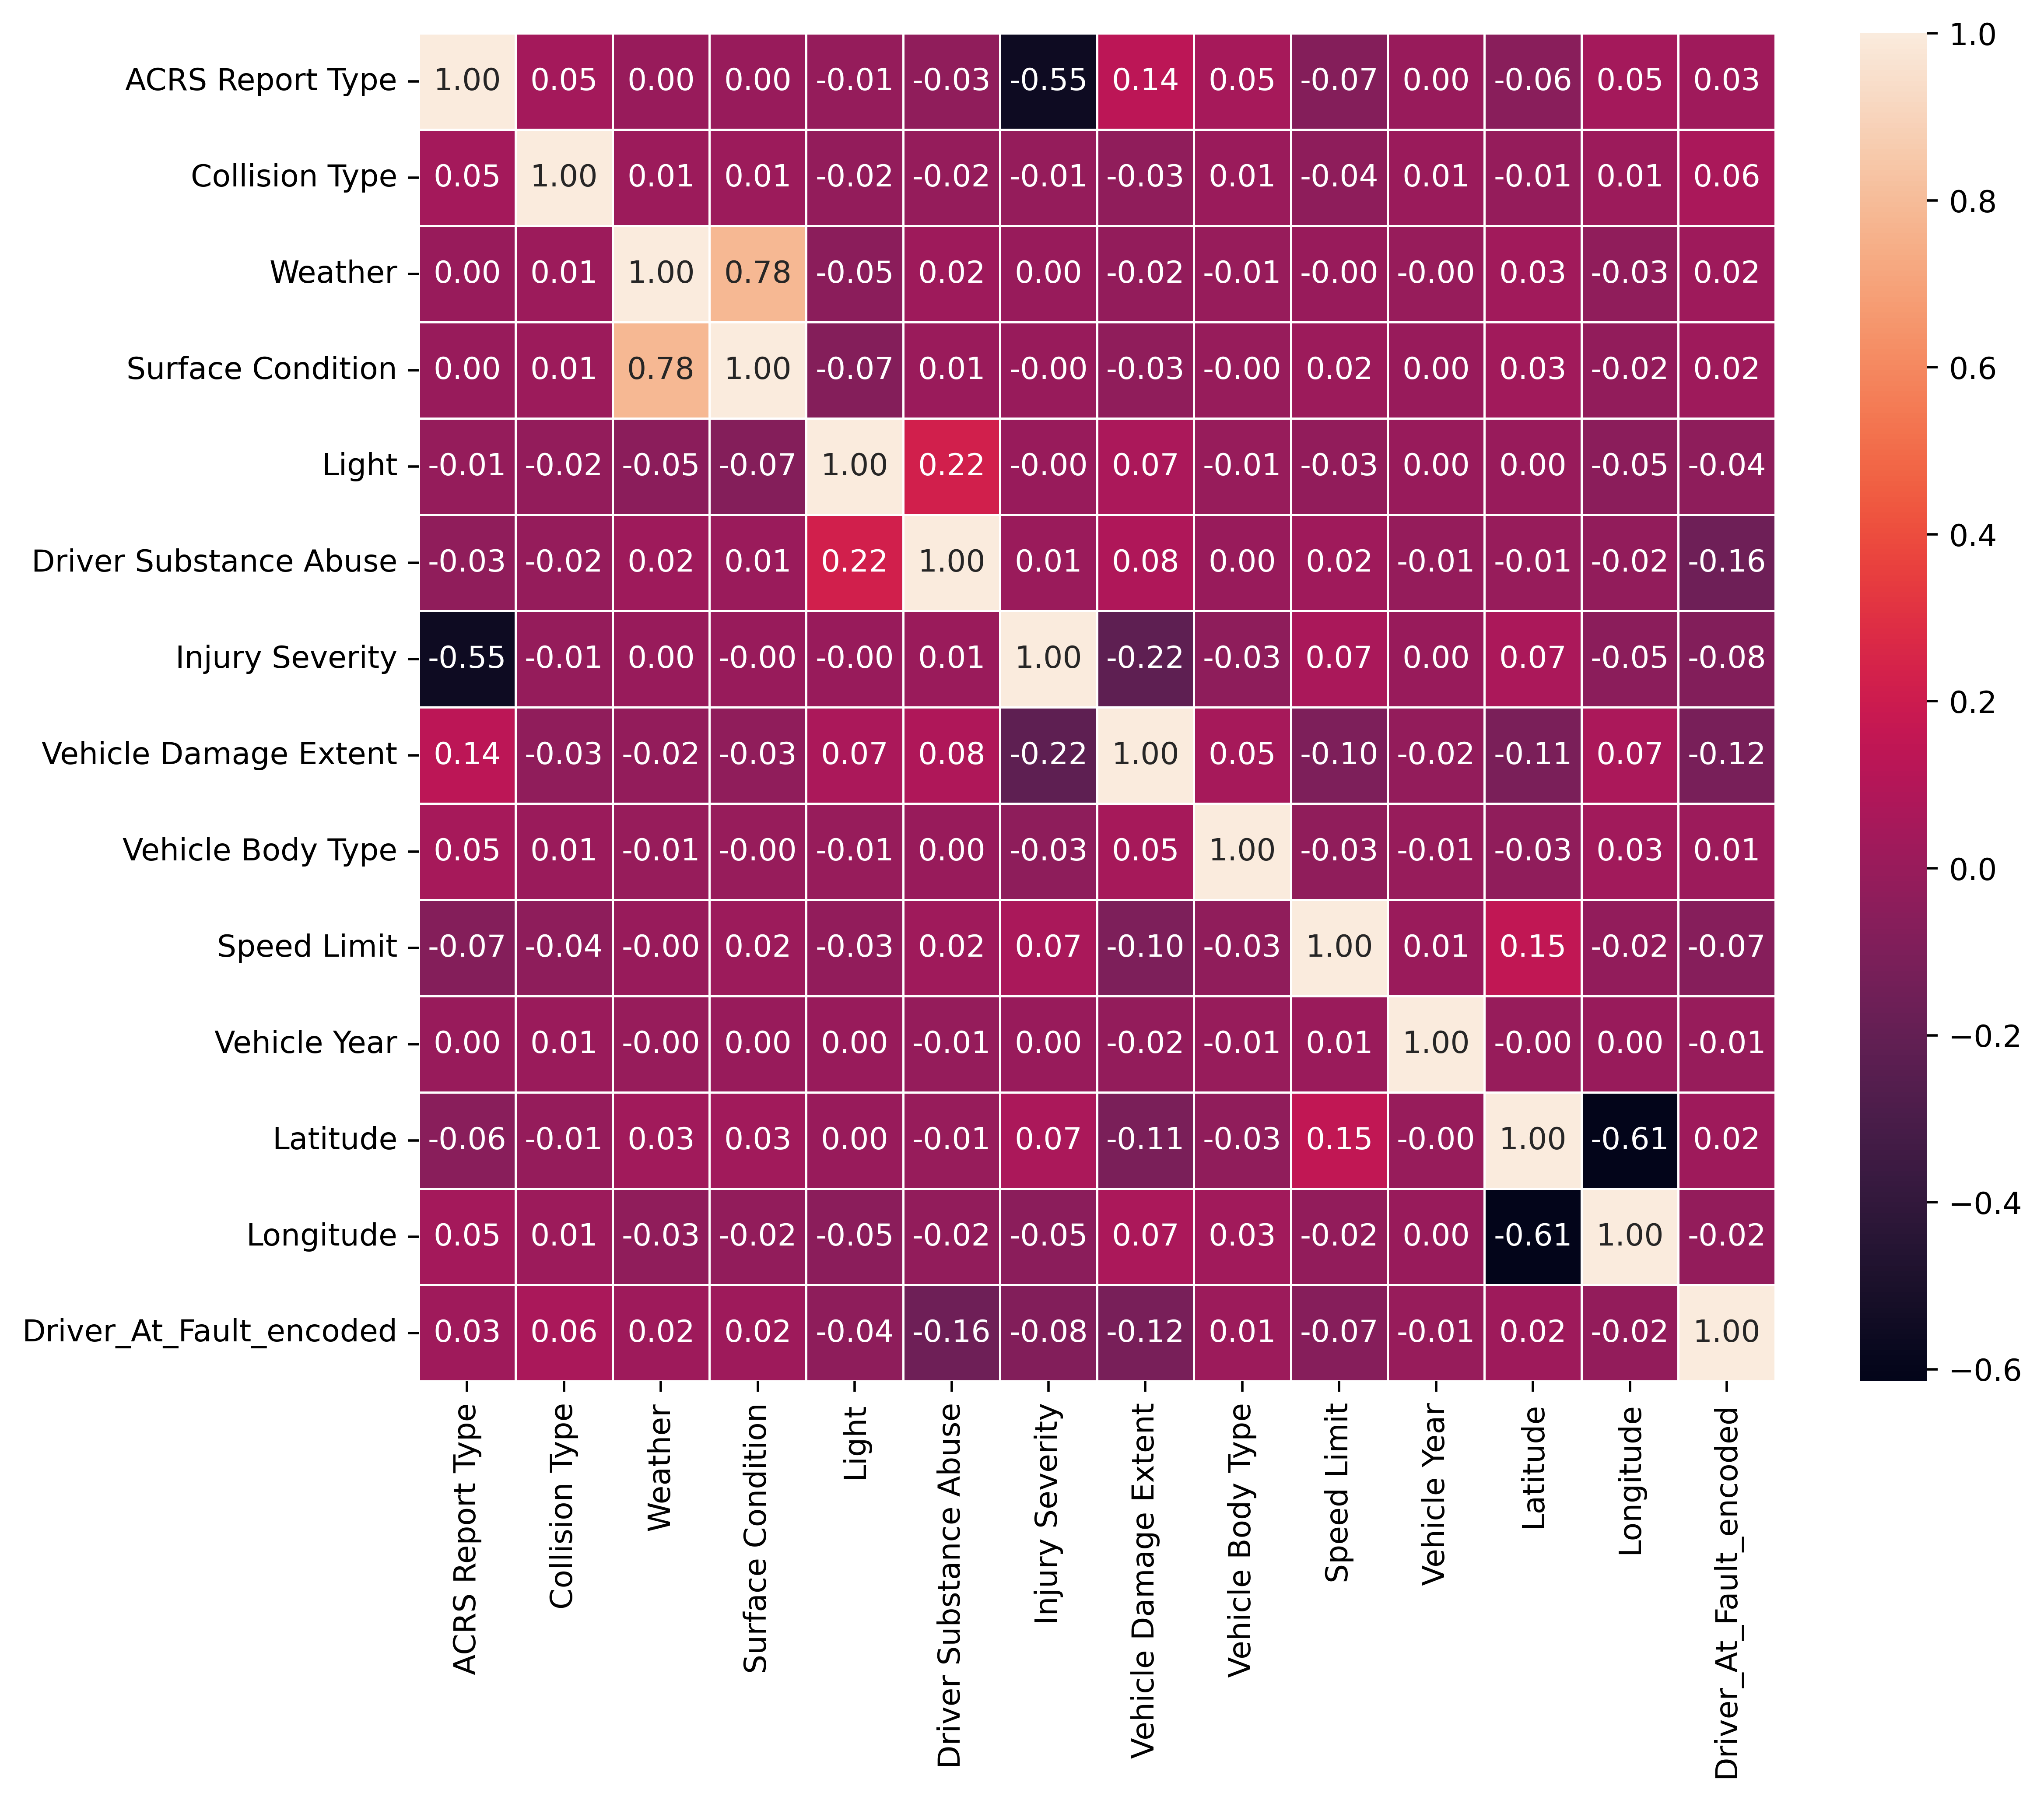 ACRS Report Type 1.00 0.05 0.00 0.00 -0.01 -0.03 -0.55 0.14 0.05 -0.07 0.00 -0.06 0.05 0.03
Collision Type 0.05 1.00 0.01 0.01 -0.02 -0.02 -0.01 -0.03 0.01 -0.04 0.01 -0.01 0.01 0.06
Weather 0.00 0.01 1.00 0.78 -0.05 0.02 0.00 -0.02 -0.01 -0.00 -0.00 0.03 -0.03 0.02
Surface Condition 0.00 0.01 0.78 1.00 -0.07 0.01 -0.00 -0.03 -0.00 0.02 0.00 0.03 -0.02 0.02
Light -0.01 -0.02 -0.05 -0.07 1.00 0.22 -0.00 0.07 -0.01 -0.03 0.00 0.00 -0.05 -0.04
Driver Substance Abuse -0.03 -0.02 0.02 0.01 0.22 1.00 0.01 0.08 0.00 0.02 -0.01 -0.01 -0.02 -0.16
Injury Severity -0.55 -0.01 0.00 -0.00 -0.00 0.01 1.00 -0.22 -0.03 0.07 0.00 0.07 -0.05 -0.08
Vehicle Damage Extent 0.14 -0.03 -0.02 -0.03 0.07 0.08 -0.22 1.00 0.05 -0.10 -0.02 -0.11 0.07 -0.12
Vehicle Body Type 0.05 0.01 -0.01 -0.00 -0.01 0.00 -0.03 0.05 1.00 -0.03 -0.01 -0.03 0.03 0.01
Speed Limit -0.07 -0.04 -0.00 0.02 -0.03 0.02 0.07 -0.10 -0.03 1.00 0.01 0.15 -0.02 -0.07
Vehicle Year 0.00 0.01 -0.00 0.00 0.00 -0.01 0.00 -0.02 -0.01 0.01 1.00 -0.00 0.00 -0.01
Latitude -0.06 -0.01 0.03 0.03 0.00 -0.01 0.07 -0.11 -0.03 0.15 -0.00 1.00 -0.61 0.02
Longitude 0.05 0.01 -0.03 -0.02 -0.05 -0.02 -0.05 0.07 0.03 -0.02 0.00 -0.61 1.00 -0.02
Driver_At_Fault_encoded 0.03 0.06 0.02 0.02 -0.04 -0.16 -0.08 -0.12 0.01 -0.07 -0.01 0.02 -0.02 1.00
ACRS Report Type
Collision Type
Weather
Surface Condition
Light
Driver Substance Abuse
Injury Severity
Vehicle Damage Extent
Vehicle Body Type
Speed Limit
Vehicle Year
Latitude
Longitude
Driver_At_Fault_encoded
1.0
0.8
0.6
0.4
0.2
0.0
−0.2
−0.4
−0.6